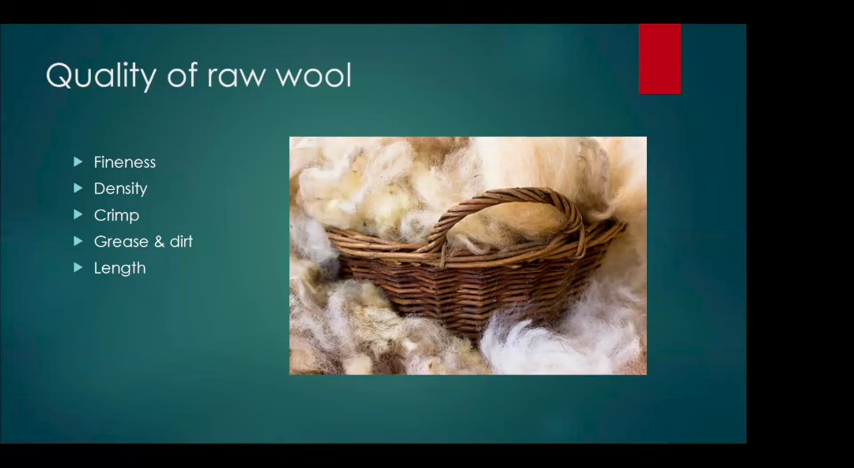 Quality of raw wool
Fineness
Density
Crimp
Grease & dirt
Length